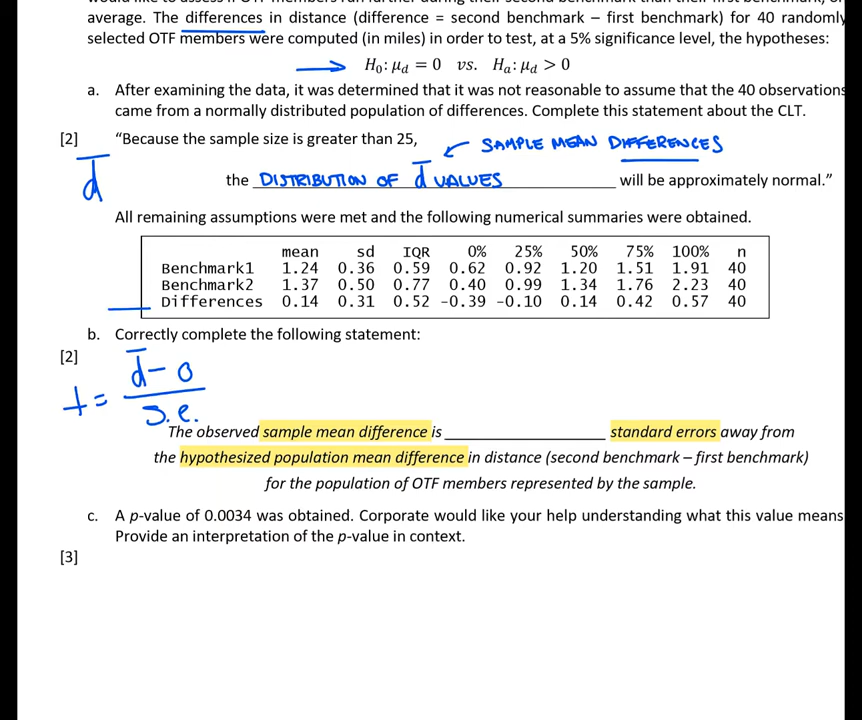 average. The differences in distance (difference = second benchmark – first benchmark) for 40 randomly
selected OTF members were computed (in miles) in order to test, at a 5% significance level, the hypotheses:
H₀: μ_d = 0 vs. Hₐ: μ_d > 0
a. After examining the data, it was determined that it was not reasonable to assume that the 40 observations
came from a normally distributed population of differences. Complete this statement about the CLT.
[2] "Because the sample size is greater than 25,
SAMPLE MEAN DIFFERENCES
d̄
the DISTRIBUTION OF d̄ VALUES will be approximately normal."
All remaining assumptions were met and the following numerical summaries were obtained.
mean sd IQR 0% 25% 50% 75% 100% n
Benchmark1 1.24 0.36 0.59 0.62 0.92 1.20 1.51 1.91 40
Benchmark2 1.37 0.50 0.77 0.40 0.99 1.34 1.76 2.23 40
Differences 0.14 0.31 0.52 -0.39 -0.10 0.14 0.42 0.57 40
b. Correctly complete the following statement:
[2]
t = d̄ - 0
s.e.
The observed sample mean difference is ____________ standard errors away from
the hypothesized population mean difference in distance (second benchmark – first benchmark)
for the population of OTF members represented by the sample.
c. A p-value of 0.0034 was obtained. Corporate would like your help understanding what this value means
Provide an interpretation of the p-value in context.
[3]